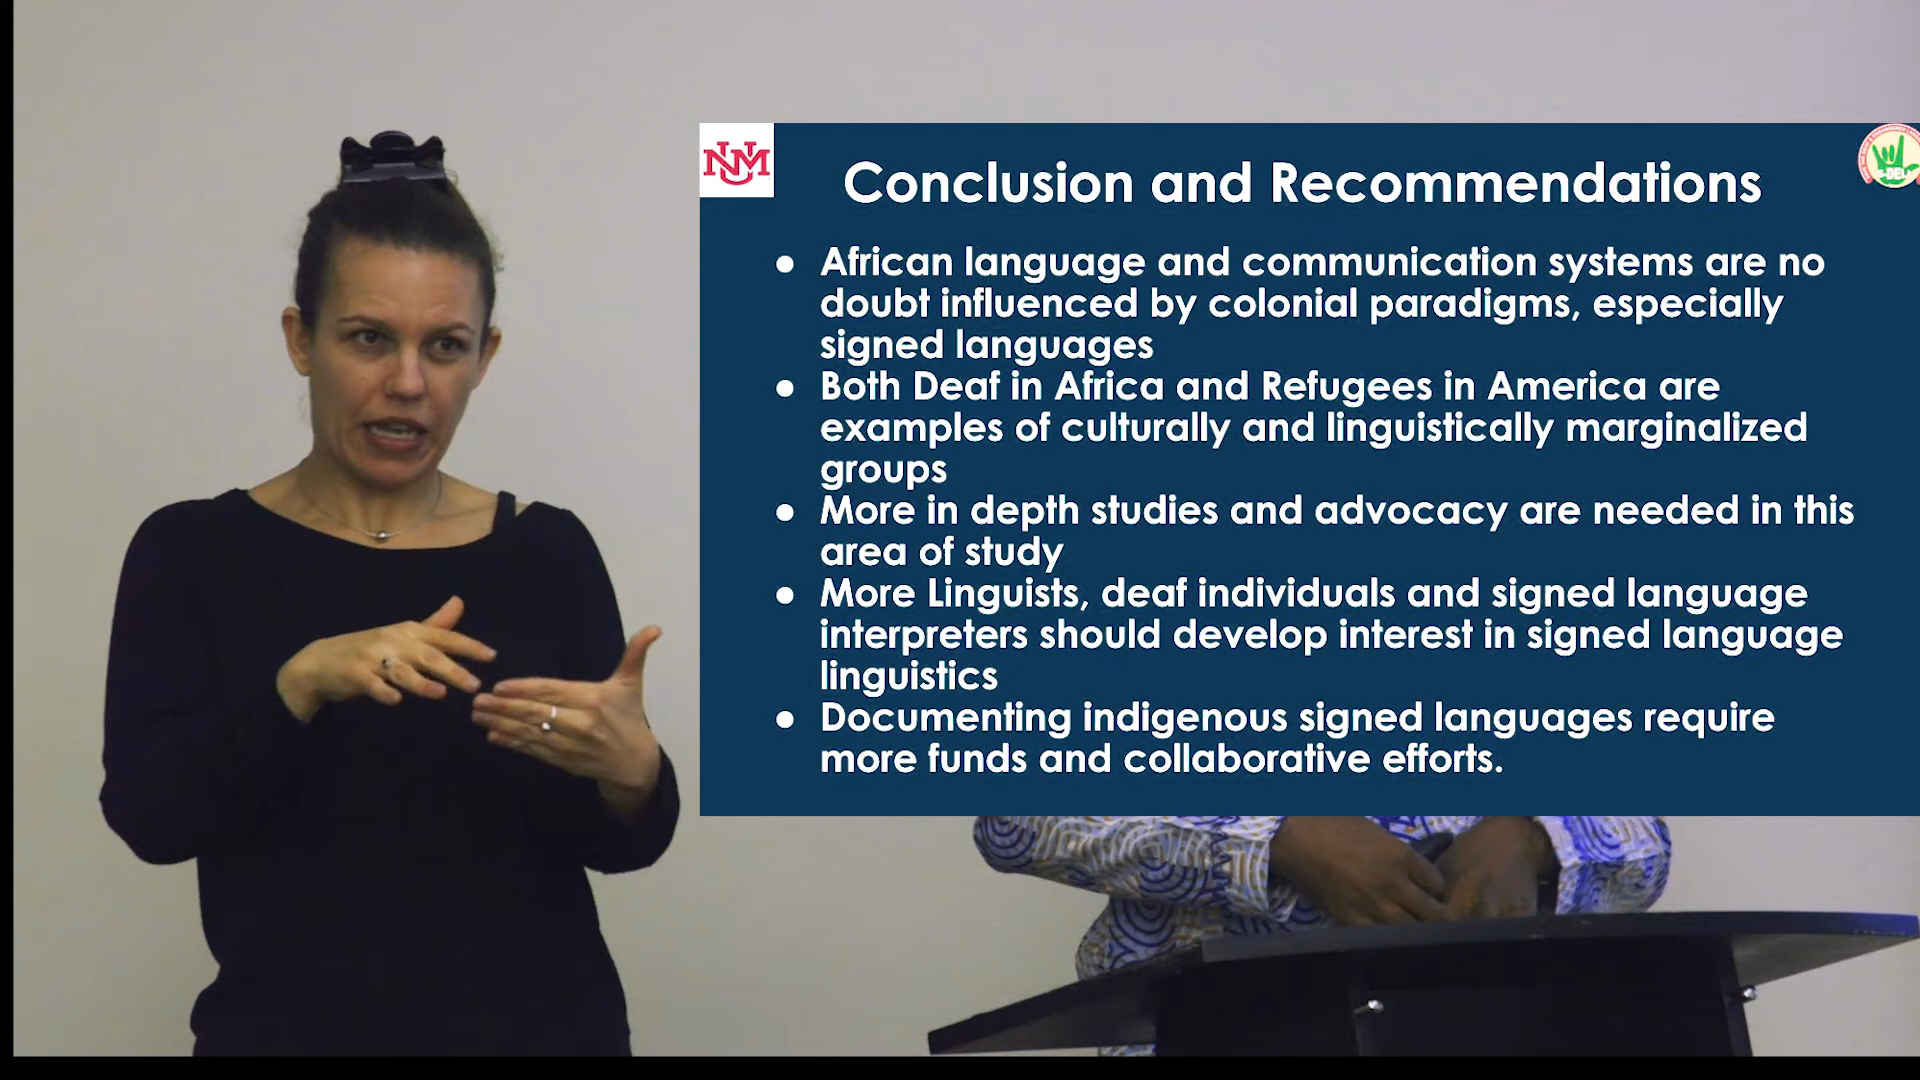 UNM
Conclusion and Recommendations
● African language and communication systems are no
doubt influenced by colonial paradigms, especially
signed languages
● Both Deaf in Africa and Refugees in America are
examples of culturally and linguistically marginalized
groups
● More in depth studies and advocacy are needed in this
area of study
● More Linguists, deaf individuals and signed language
interpreters should develop interest in signed language
linguistics
● Documenting indigenous signed languages require
more funds and collaborative efforts.